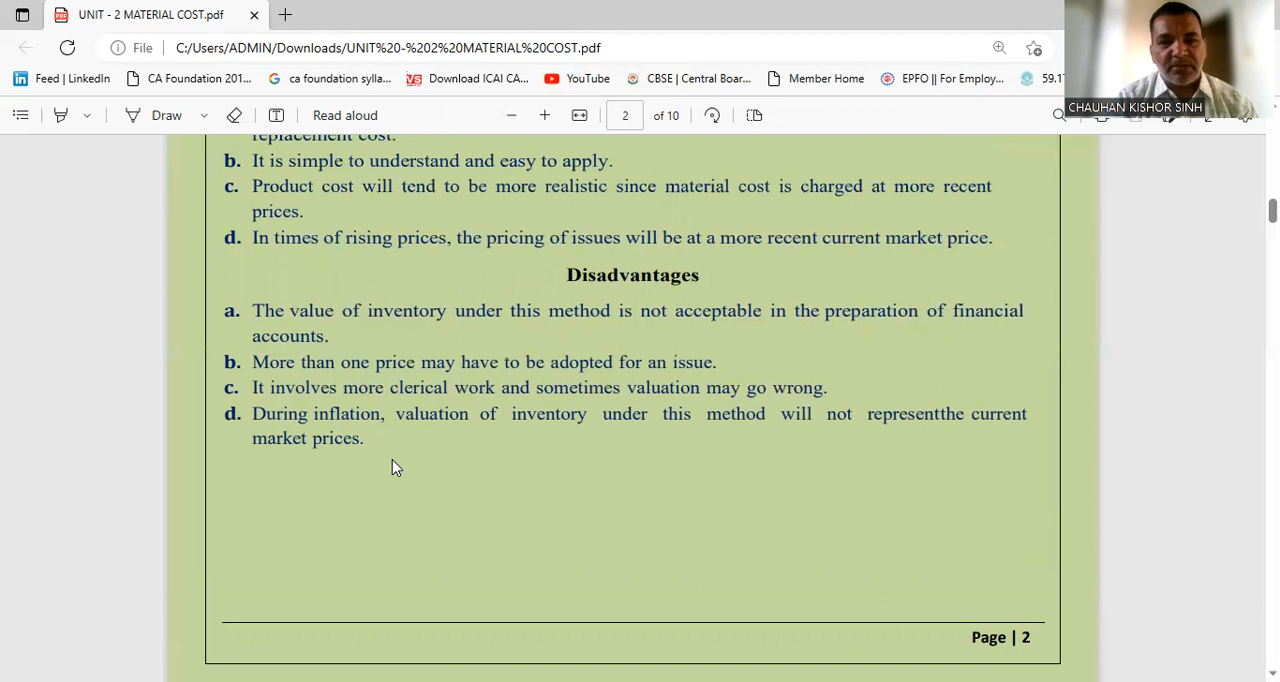 UNIT - 2 MATERIAL COST.pdf
File C:/Users/ADMIN/Downloads/UNIT%20-%202%20MATERIAL%20COST.pdf
Feed | LinkedIn CA Foundation 201... ca foundation sylla... Download ICAI CA... YouTube CBSE | Central Boar... Member Home EPFO || For Employ... 59.1
CHAUHAN KISHOR SINH
Draw Read aloud 2 of 10
replacement cost.
b. It is simple to understand and easy to apply.
c. Product cost will tend to be more realistic since material cost is charged at more recent
prices.
d. In times of rising prices, the pricing of issues will be at a more recent current market price.
Disadvantages
a. The value of inventory under this method is not acceptable in the preparation of financial
accounts.
b. More than one price may have to be adopted for an issue.
c. It involves more clerical work and sometimes valuation may go wrong.
d. During inflation, valuation of inventory under this method will not representthe current
market prices.
Page | 2